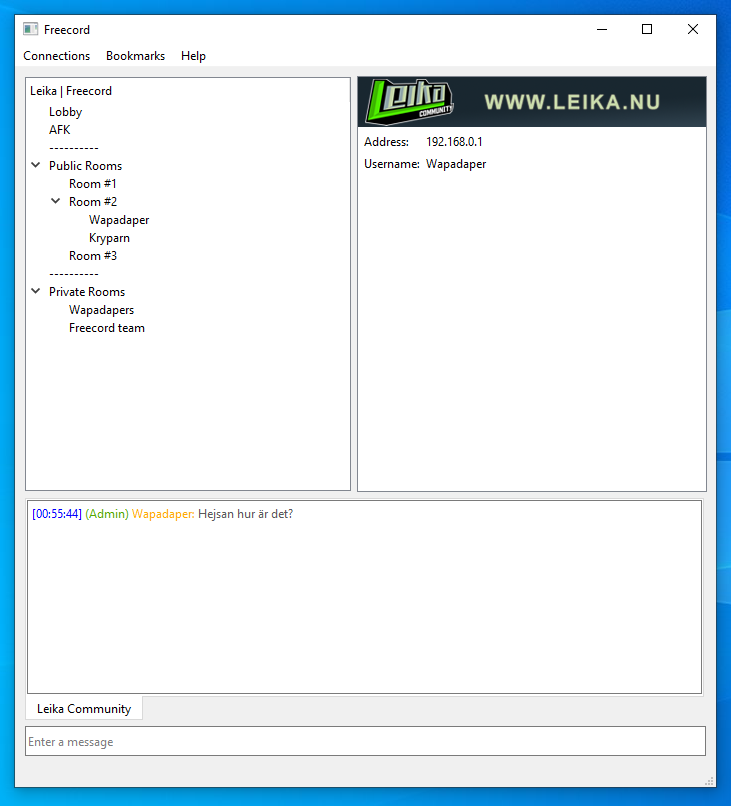 Freecord
Connections Bookmarks Help
Leika | Freecord
Lobby
AFK
----------
Public Rooms
Room #1
Room #2
Wapadaper
Kryparn
Room #3
----------
Private Rooms
Wapadapers
Freecord team
Leika COMMUNITY WWW.LEIKA.NU
Address: 192.168.0.1
Username: Wapadaper
[00:55:44] (Admin) Wapadaper: Hejsan hur är det?
Leika Community
Enter a message